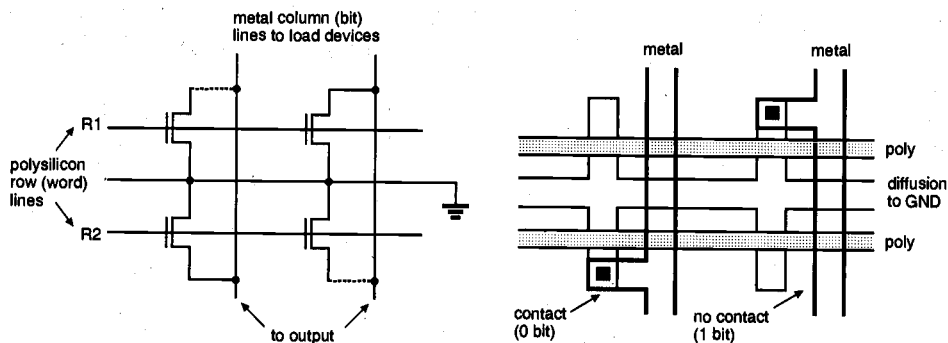 metal column (bit)
lines to load devices
R1
polysilicon
row (word)
lines
R2
to output
metal
metal
poly
diffusion
to GND
poly
contact
(0 bit)
no contact
(1 bit)